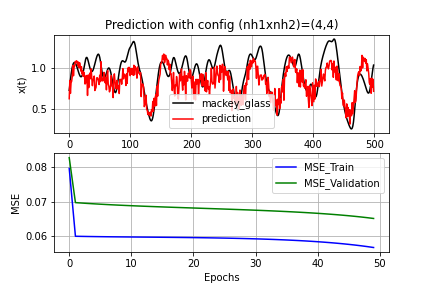 Prediction with config (nh1xnh2)=(4,4)
x(t)
1.0
0.5
mackey_glass
prediction
0 100 200 300 400 500
MSE
0.08
0.07
0.06
MSE_Train
MSE_Validation
0 10 20 30 40 50
Epochs